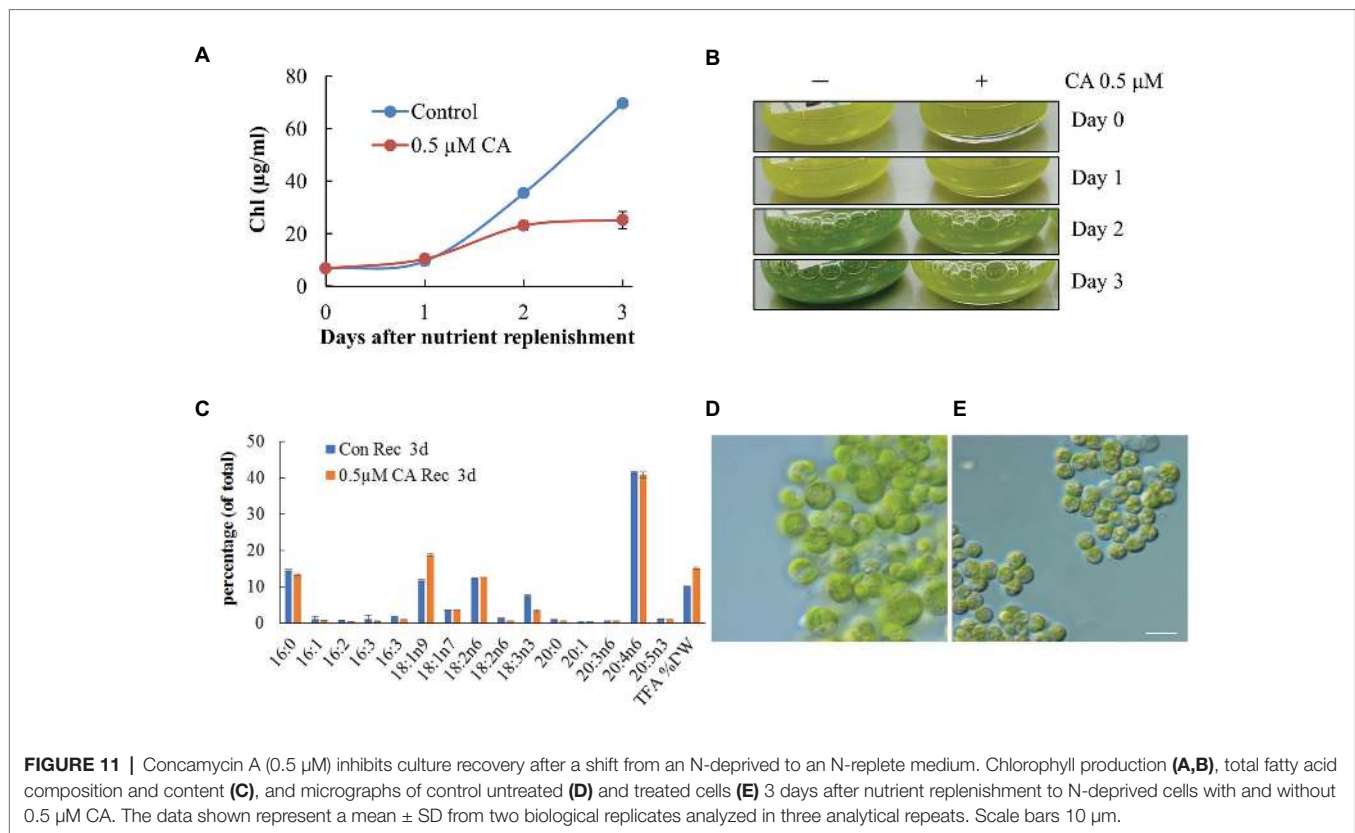 A
Control
0.5 µM CA
80
60
40
20
0
Chl (µg/ml)
0
1
2
3
Days after nutrient replenishment
B
–
+
CA 0.5 µM
Day 0
Day 1
Day 2
Day 3
C
Con Rec 3d
0.5µM CA Rec 3d
50
40
30
20
10
0
percentage (of total)
16:0
16:1
16:2
16:3
16:3
18:1n9
18:1n7
18:2n6
18:2n6
18:3n3
20:0
20:1
20:3n6
20:4n6
20:5n3
TFA %DW
D
E
FIGURE 11 | Concamycin A (0.5 µM) inhibits culture recovery after a shift from an N-deprived to an N-replete medium. Chlorophyll production (A,B), total fatty acid
composition and content (C), and micrographs of control untreated (D) and treated cells (E) 3 days after nutrient replenishment to N-deprived cells with and without
0.5 µM CA. The data shown represent a mean ± SD from two biological replicates analyzed in three analytical repeats. Scale bars 10 µm.